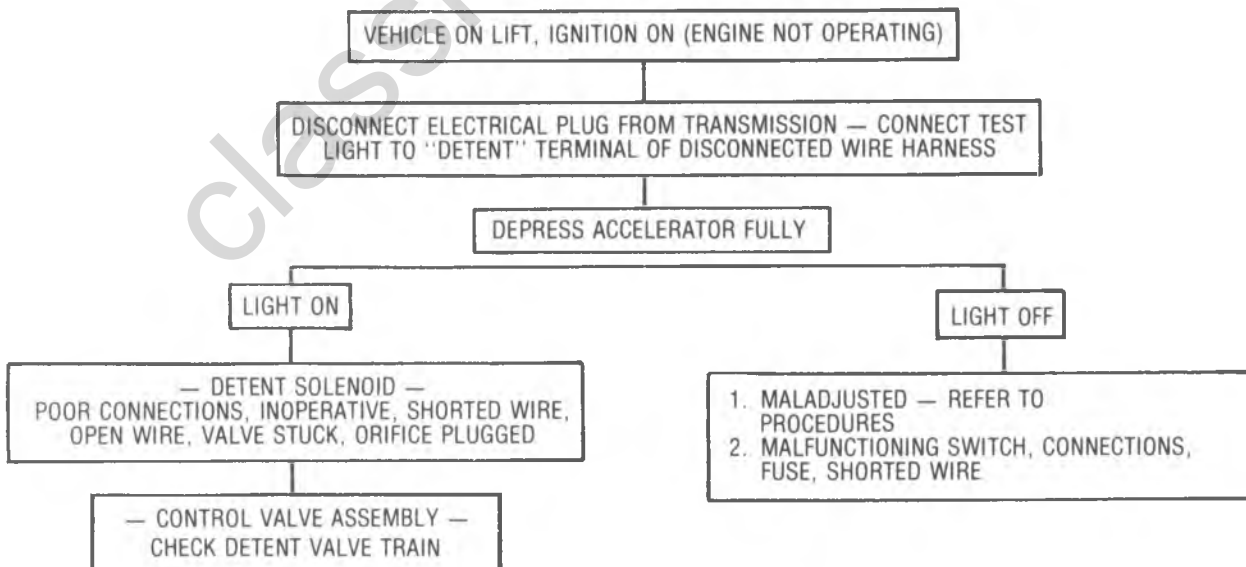 VEHICLE ON LIFT, IGNITION ON (ENGINE NOT OPERATING)
DISCONNECT ELECTRICAL PLUG FROM TRANSMISSION — CONNECT TEST
LIGHT TO "DETENT" TERMINAL OF DISCONNECTED WIRE HARNESS
DEPRESS ACCELERATOR FULLY
LIGHT ON
LIGHT OFF
— DETENT SOLENOID —
POOR CONNECTIONS, INOPERATIVE, SHORTED WIRE,
OPEN WIRE, VALVE STUCK, ORIFICE PLUGGED
1. MALADJUSTED — REFER TO
PROCEDURES
2. MALFUNCTIONING SWITCH, CONNECTIONS,
FUSE, SHORTED WIRE
— CONTROL VALVE ASSEMBLY —
CHECK DETENT VALVE TRAIN